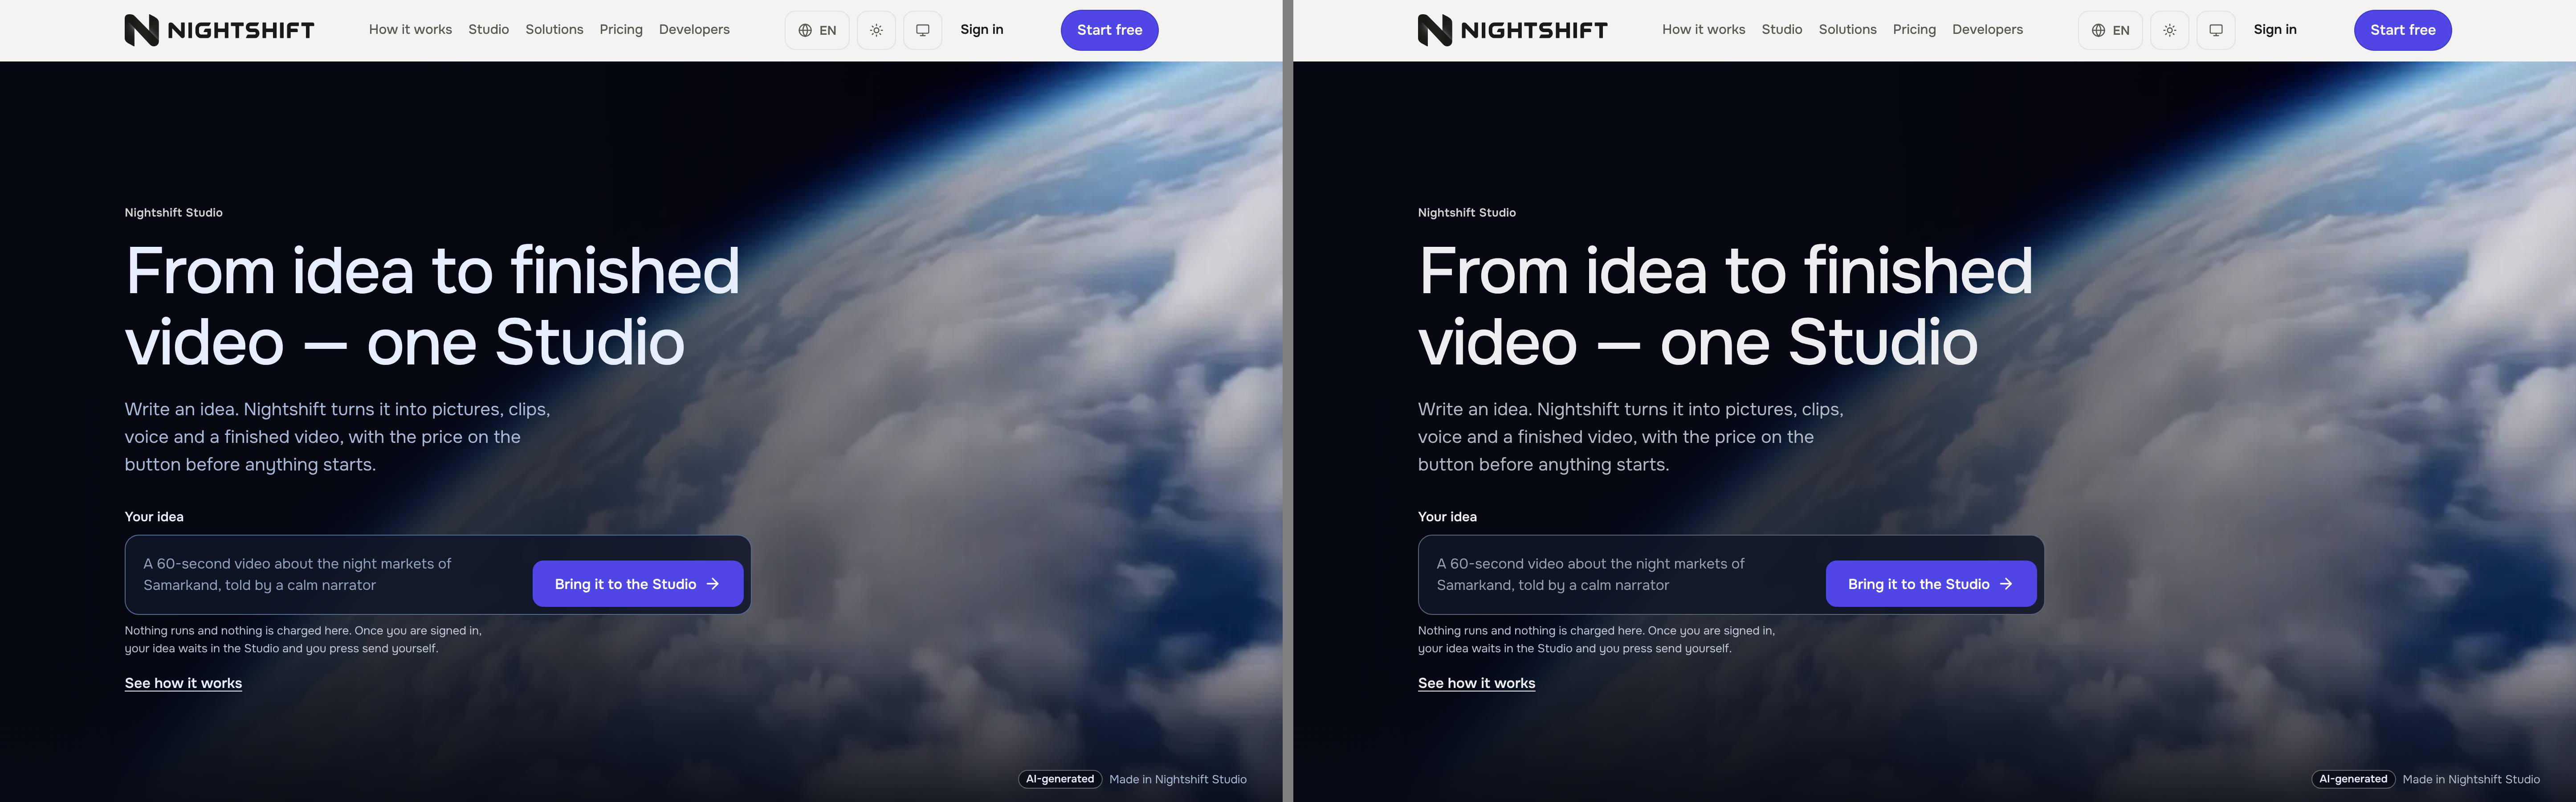 NIGHTSHIFT How it works Studio Solutions Pricing Developers EN Sign in Start free
Nightshift Studio
From idea to finished
video — one Studio
Write an idea. Nightshift turns it into pictures, clips,
voice and a finished video, with the price on the
button before anything starts.
Your idea
A 60-second video about the night markets of
Samarkand, told by a calm narrator
Bring it to the Studio →
Nothing runs and nothing is charged here. Once you are signed in,
your idea waits in the Studio and you press send yourself.
See how it works
AI-generated Made in Nightshift Studio
NIGHTSHIFT How it works Studio Solutions Pricing Developers EN Sign in Start free
Nightshift Studio
From idea to finished
video — one Studio
Write an idea. Nightshift turns it into pictures, clips,
voice and a finished video, with the price on the
button before anything starts.
Your idea
A 60-second video about the night markets of
Samarkand, told by a calm narrator
Bring it to the Studio →
Nothing runs and nothing is charged here. Once you are signed in,
your idea waits in the Studio and you press send yourself.
See how it works
AI-generated Made in Nightshift Studio